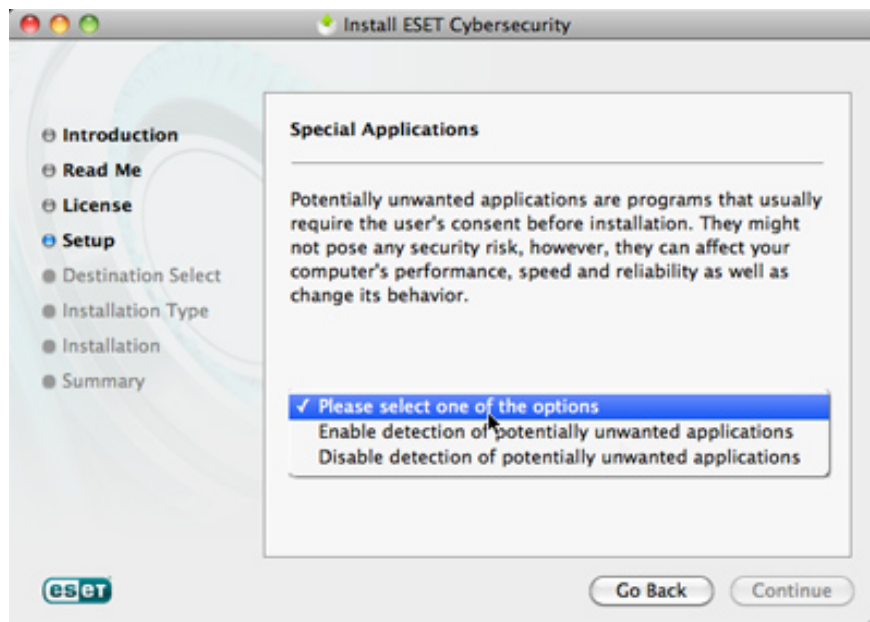 Install ESET Cybersecurity
Introduction
Read Me
License
Setup
Destination Select
Installation Type
Installation
Summary
Special Applications
Potentially unwanted applications are programs that usually
require the user's consent before installation. They might
not pose any security risk, however, they can affect your
computer's performance, speed and reliability as well as
change its behavior.
✓ Please select one of the options
Enable detection of potentially unwanted applications
Disable detection of potentially unwanted applications
eset
Go Back
Continue